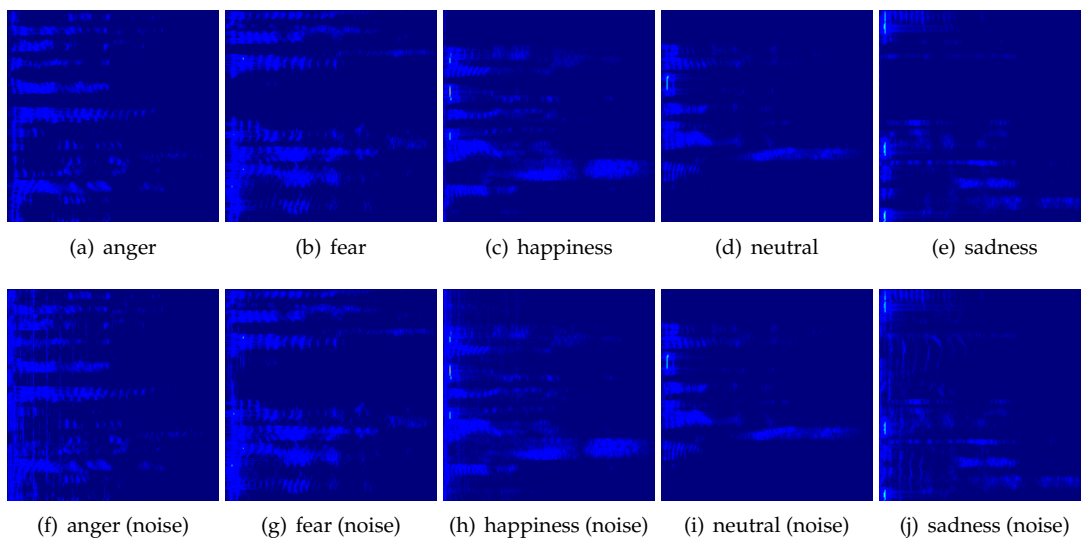 (a) anger
(b) fear
(c) happiness
(d) neutral
(e) sadness
(f) anger (noise)
(g) fear (noise)
(h) happiness (noise)
(i) neutral (noise)
(j) sadness (noise)